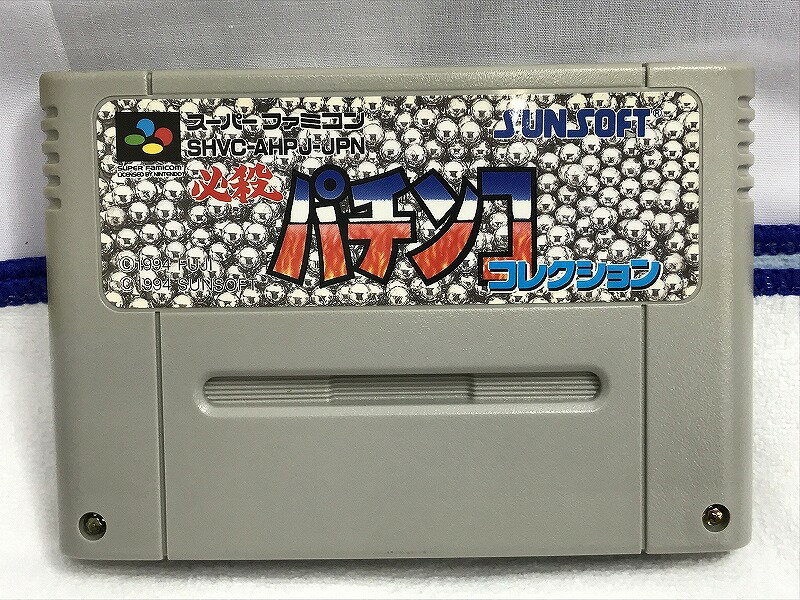 スーパーファミコン
SHVC-AHPJ-JPN
SUPER FAMICOM
LICENSED BY NINTENDO
SUNSOFT®
必殺
パチンコ
コレクション
©1994 FUJI
©1994 SUNSOFT